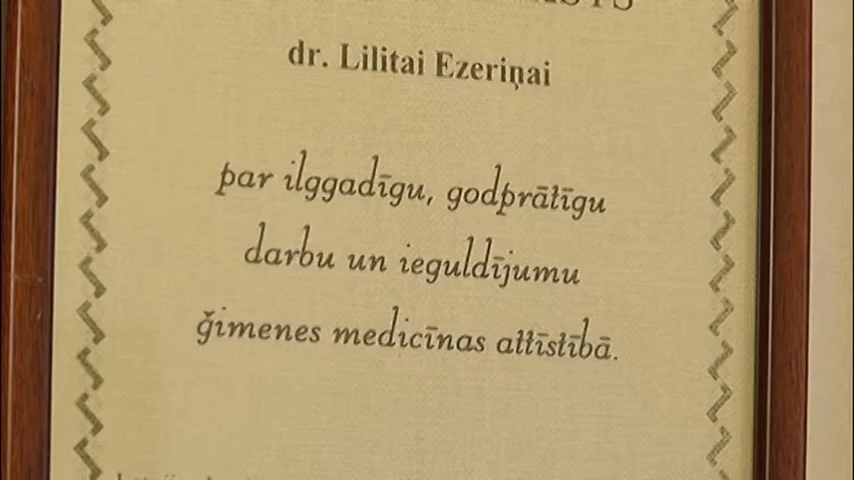 dr. Lilitai Ezeriņai
par ilggadīgu, godprātīgu
darbu un ieguldījumu
ģimenes medicīnas attīstībā.